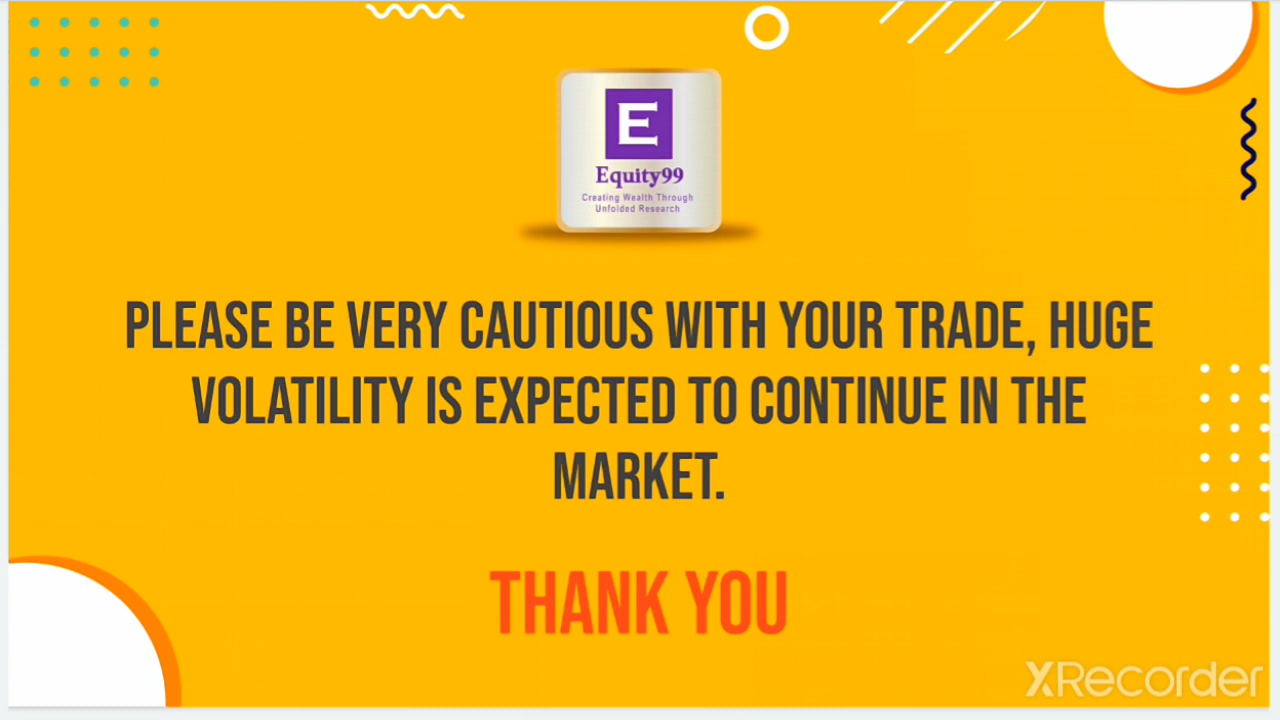 E
Equity99
Creating Wealth Through
Unfolded Research
PLEASE BE VERY CAUTIOUS WITH YOUR TRADE, HUGE
VOLATILITY IS EXPECTED TO CONTINUE IN THE
MARKET.
THANK YOU
XRecorder